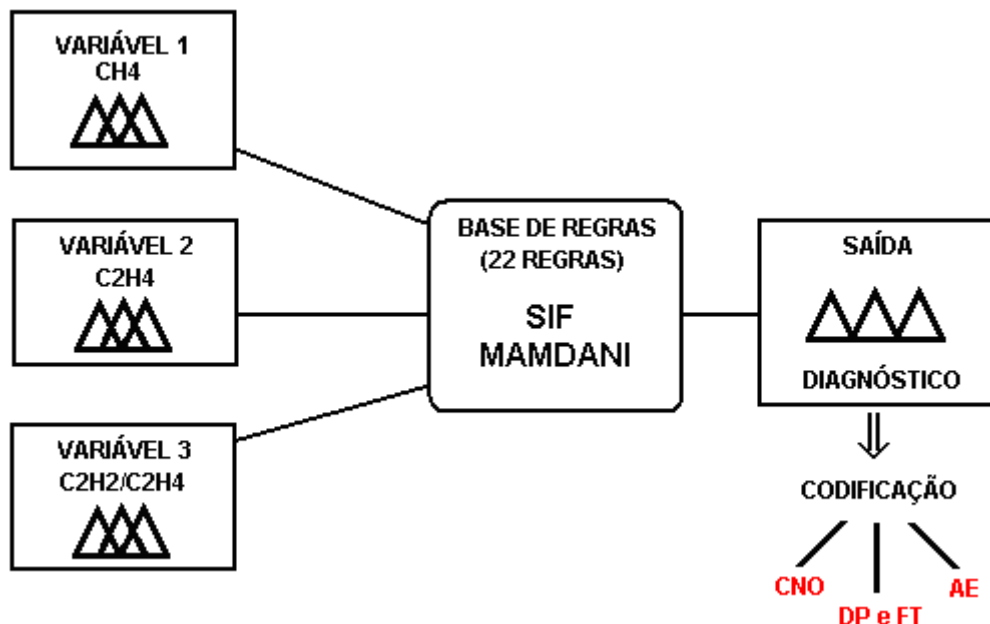 VARIÁVEL 1
CH4
VARIÁVEL 2
C2H4
VARIÁVEL 3
C2H2/C2H4
BASE DE REGRAS
(22 REGRAS)
SIF
MAMDANI
SAÍDA
DIAGNÓSTICO
CODIFICAÇÃO
CNO
DP e FT
AE